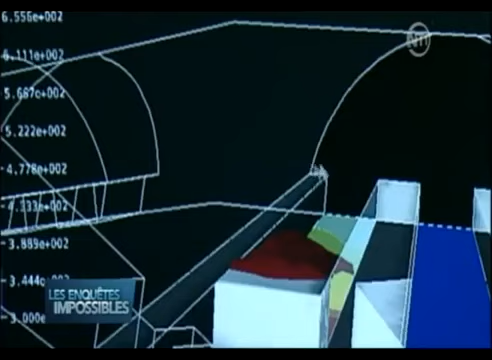 6.556e+002
NT1
6.111e+002
5.667e+002
5.222e+002
4.778e+002
4.333e+002
3.889e+002
3.444e
3.000e
LES ENQUÊTES
IMPOSSIBLES